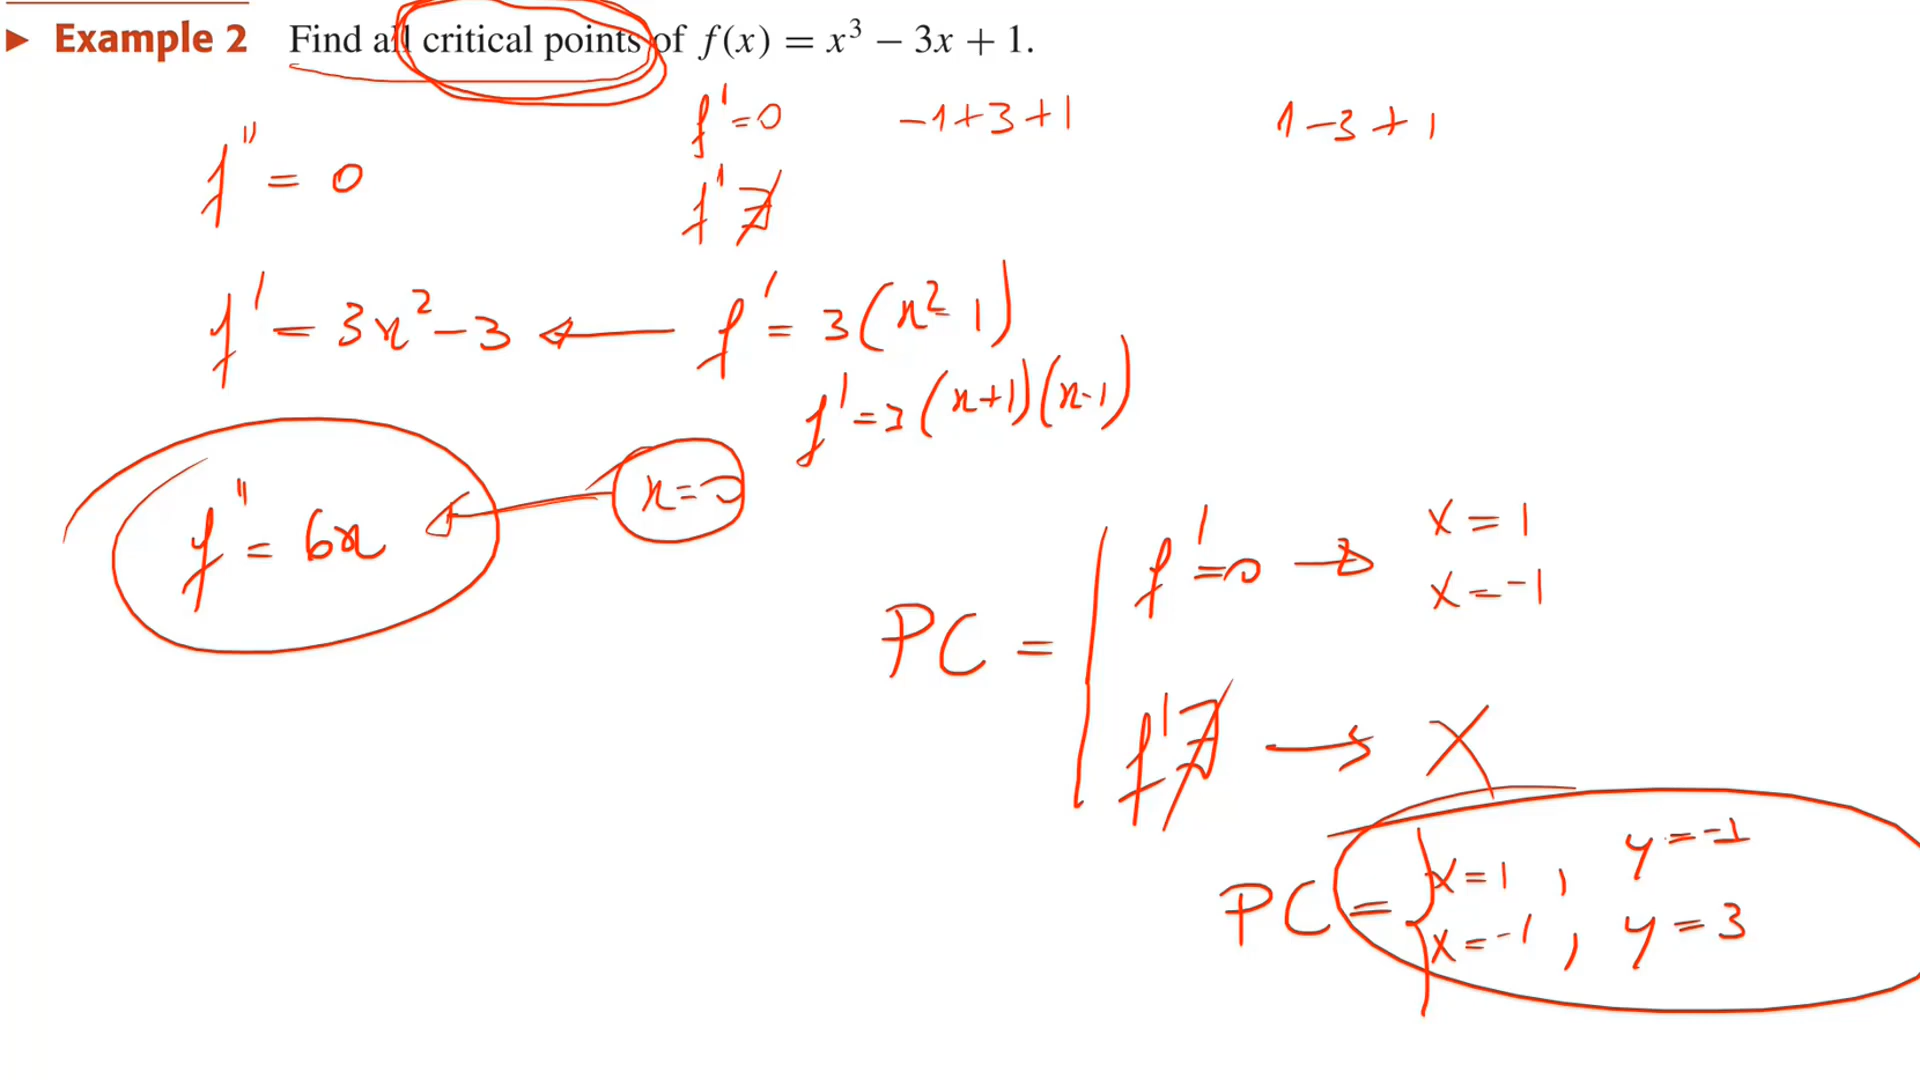 ▶ Example 2 Find all critical points of f(x) = x³ − 3x + 1.
f' = 0
-1+3+1
1-3+1
f'' = 0
f' ∄
f' = 3x² - 3 ← f' = 3(x² - 1)
f' = 3(x+1)(x-1)
x = 0
f'' = 6x
PC =
f' = 0 → x = 1
x = -1
f' ∄ → X
PC =
x = 1 , y = -1
x = -1 , y = 3